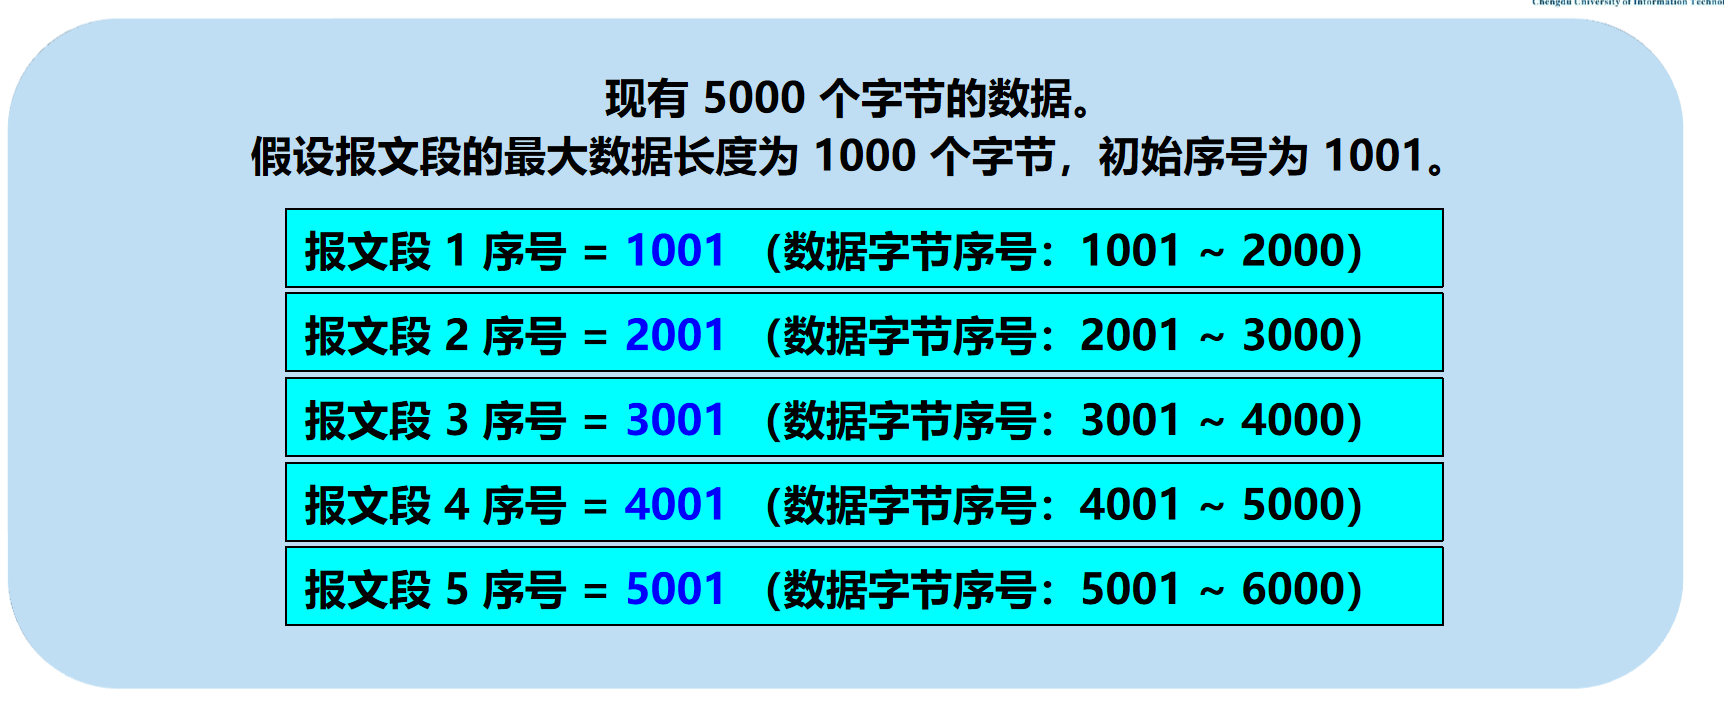 Chengdu University of Information Techno
现有 5000 个字节的数据。
假设报文段的最大数据长度为 1000 个字节，初始序号为 1001。
报文段 1 序号 = 1001 （数据字节序号：1001 ~ 2000）
报文段 2 序号 = 2001 （数据字节序号：2001 ~ 3000）
报文段 3 序号 = 3001 （数据字节序号：3001 ~ 4000）
报文段 4 序号 = 4001 （数据字节序号：4001 ~ 5000）
报文段 5 序号 = 5001 （数据字节序号：5001 ~ 6000）